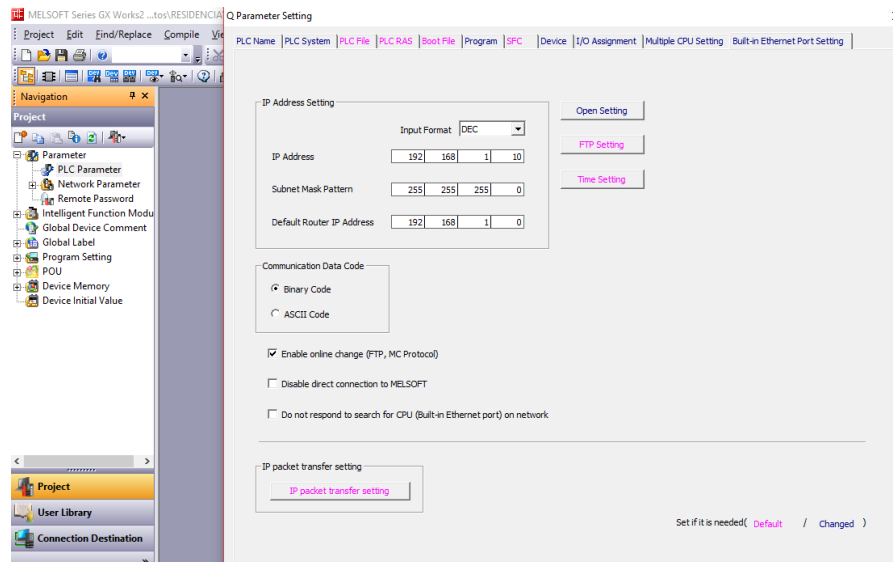 MELSOFT Series GX Works2 ...tos\RESIDENCIA
Project Edit Find/Replace Compile Vie
Navigation
Project
Parameter
PLC Parameter
Network Parameter
Remote Password
Intelligent Function Modu
Global Device Comment
Global Label
Program Setting
POU
Device Memory
Device Initial Value
Project
User Library
Connection Destination
Q Parameter Setting
PLC Name PLC System PLC File PLC RAS Boot File Program SFC Device I/O Assignment Multiple CPU Setting Built-in Ethernet Port Setting
IP Address Setting
Input Format DEC
IP Address 192 168 1 10
Subnet Mask Pattern 255 255 255 0
Default Router IP Address 192 168 1 0
Open Setting
FTP Setting
Time Setting
Communication Data Code
Binary Code
ASCII Code
Enable online change (FTP, MC Protocol)
Disable direct connection to MELSOFT
Do not respond to search for CPU (Built-in Ethernet port) on network
IP packet transfer setting
IP packet transfer setting
Set if it is needed( Default / Changed )